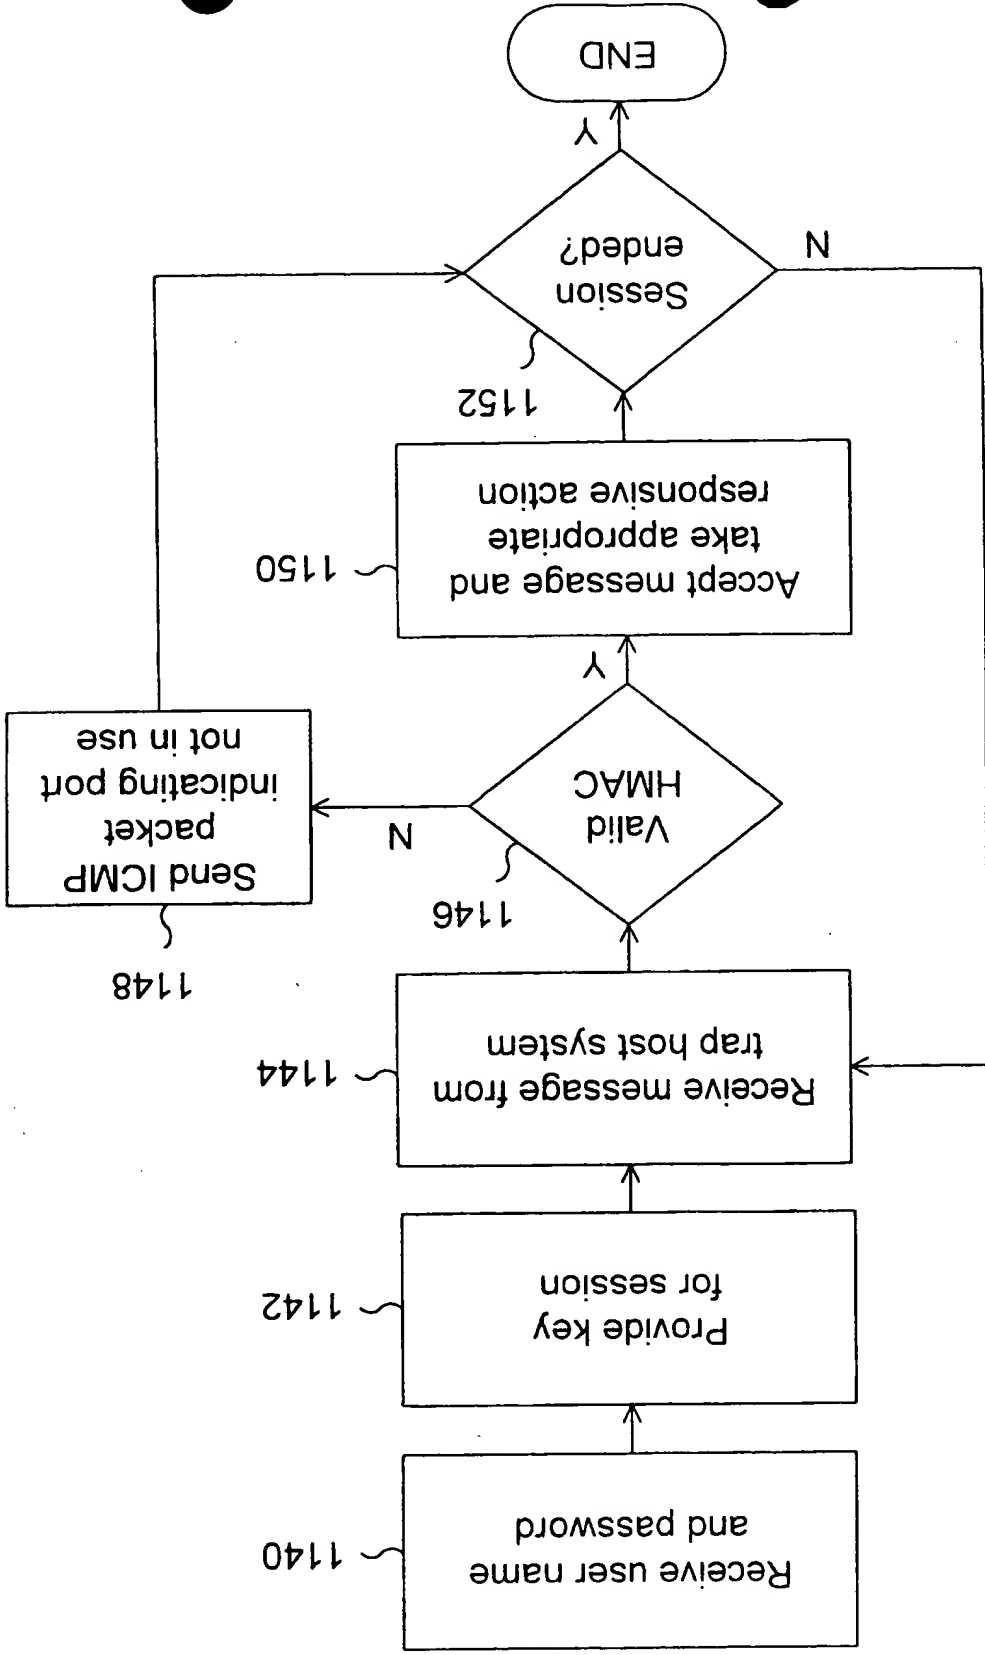 Receive user name
and password
1140
Provide key
for session
1142
Receive message from
trap host system
1144
Valid
HMAC
1146
N
Send ICMP
packet
indicating port
not in use
1148
Y
Accept message and
take appropriate
responsive action
1150
Session
ended?
1152
N
Y
END